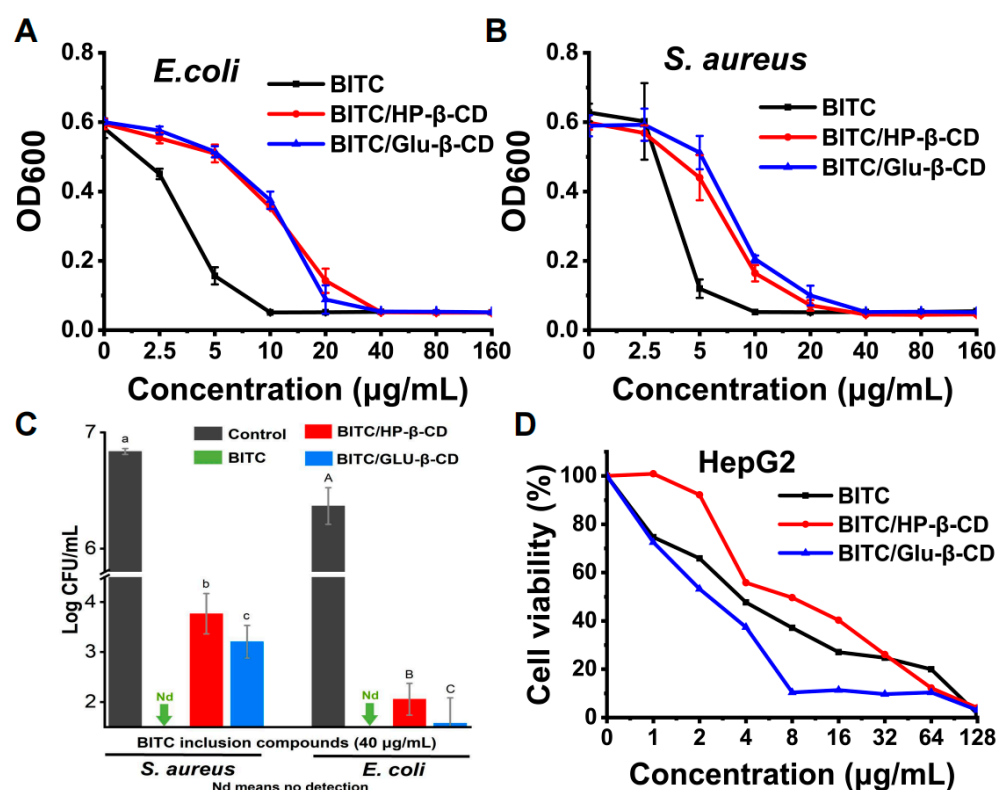 A
E.coli
BITC
BITC/HP-β-CD
BITC/Glu-β-CD
OD600
0.8
0.6
0.4
0.2
0.0
0 2.5 5 10 20 40 80 160
Concentration (µg/mL)
B
S. aureus
BITC
BITC/HP-β-CD
BITC/Glu-β-CD
OD600
0.8
0.6
0.4
0.2
0.0
0 2.5 5 10 20 40 80 160
Concentration (µg/mL)
C
Control
BITC/HP-β-CD
BITC
BITC/GLU-β-CD
Log CFU/mL
7
6
4
3
2
a
Nd
b
c
A
Nd
B
C
BITC inclusion compounds (40 µg/mL)
S. aureus E. coli
Nd means no detection
D
HepG2
BITC
BITC/HP-β-CD
BITC/Glu-β-CD
Cell viability (%)
100
80
60
40
20
0
0 1 2 4 8 16 32 64 128
Concentration (µg/mL)